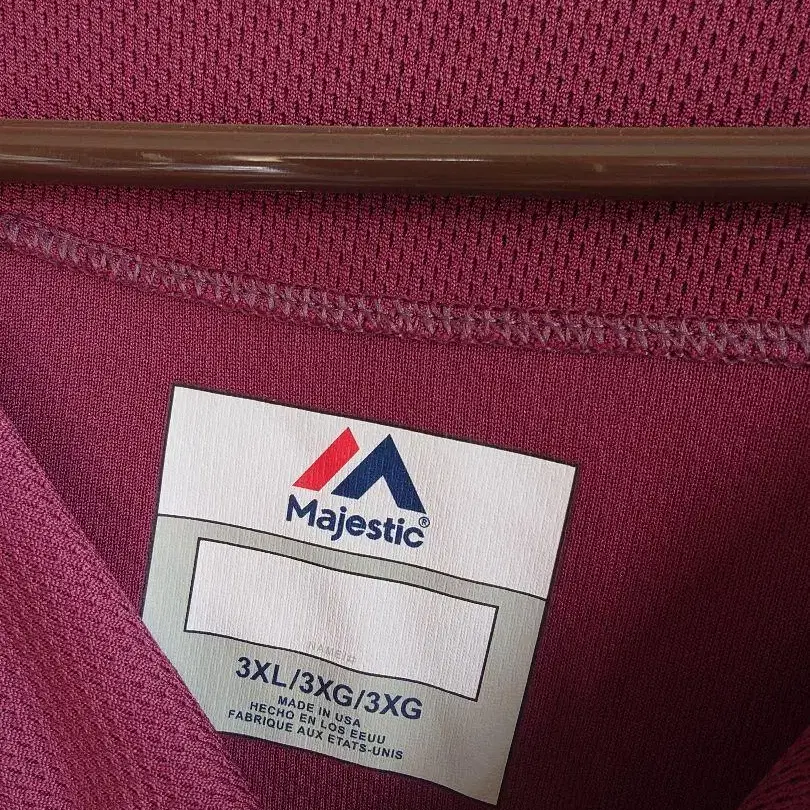 Majestic®
NAME/#
3XL/3XG/3XG
MADE IN USA
HECHO EN LOS EEUU
FABRIQUE AUX ETATS-UNIS